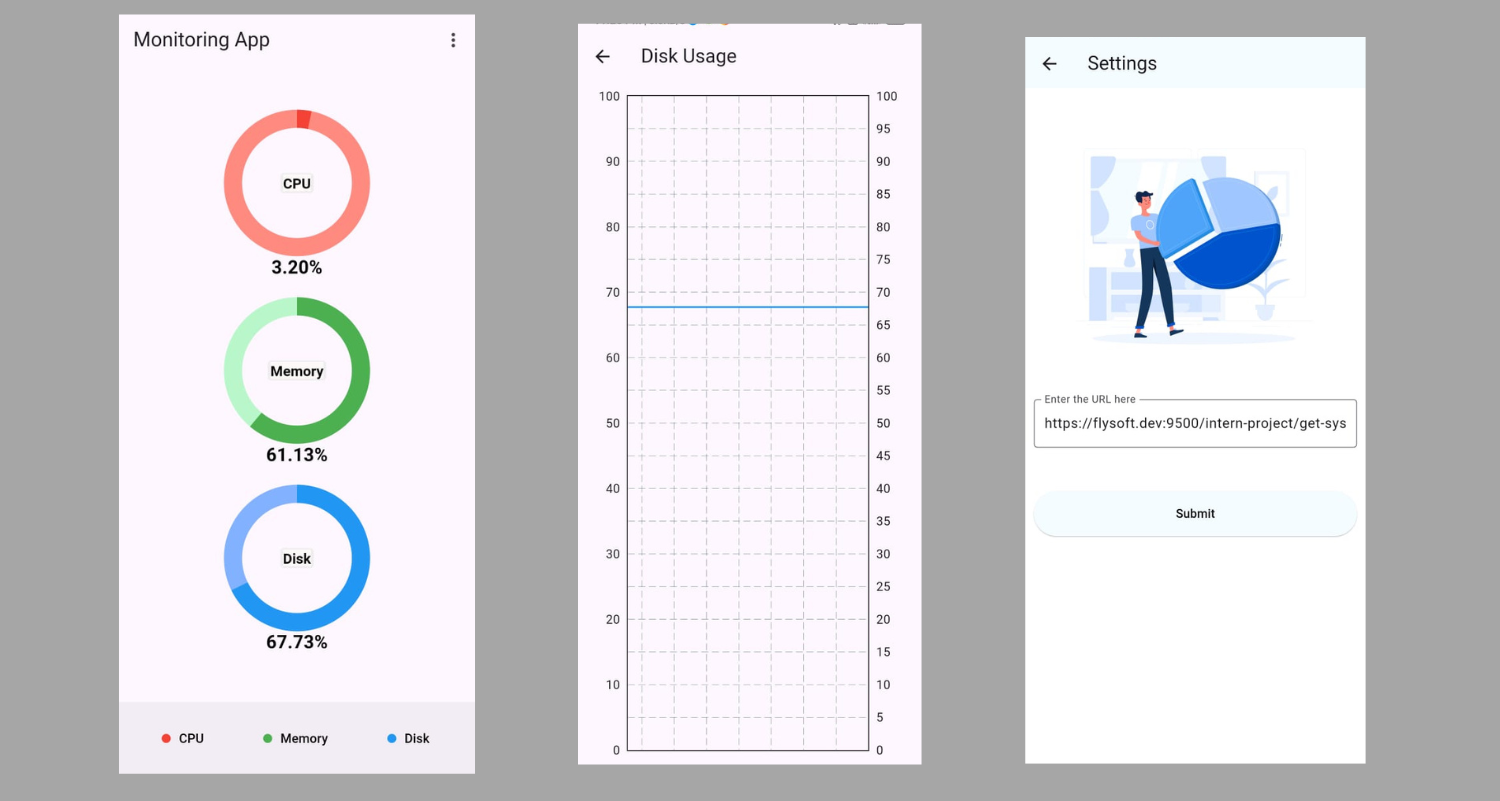 Monitoring App
CPU
3.20%
Memory
61.13%
Disk
67.73%
CPU Memory Disk
Disk Usage
100 100
95
90 90
85
80 80
75
70 70
65
60 60
55
50 50
45
40 40
35
30 30
25
20 20
15
10 10
5
0 0
Settings
Enter the URL here
https://flysoft.dev:9500/intern-project/get-sys
Submit